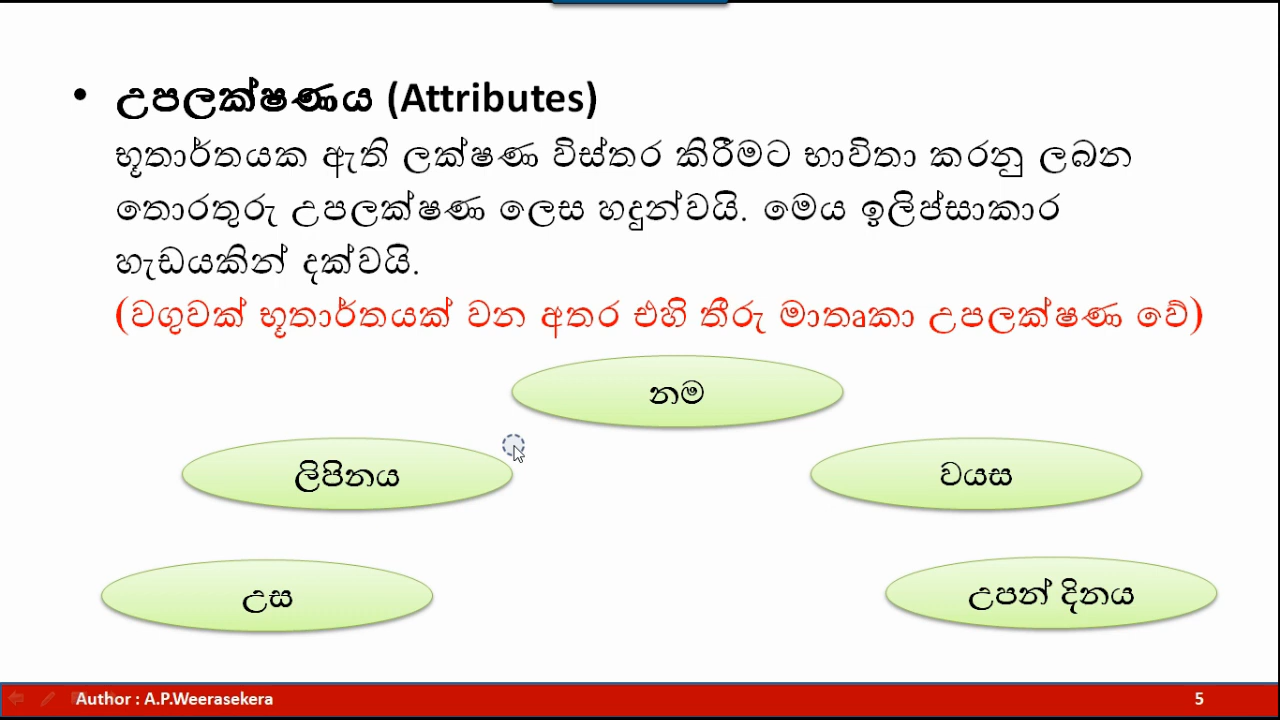 • උපලක්ෂණය (Attributes)
භූතාර්තයක ඇති ලක්ෂණ විස්තර කිරීමට භාවිතා කරනු ලබන
තොරතුරු උපලක්ෂණ ලෙස හදුන්වයි. මෙය ඉලිප්සාකාර
හැඩයකින් දක්වයි.
(වගුවක් භූතාර්තයක් වන අතර එහි තීරු මාතෘකා උපලක්ෂණ වේ)
නම
ලිපිනය
වයස
උස
උපන් දිනය
Author : A.P.Weerasekera
5